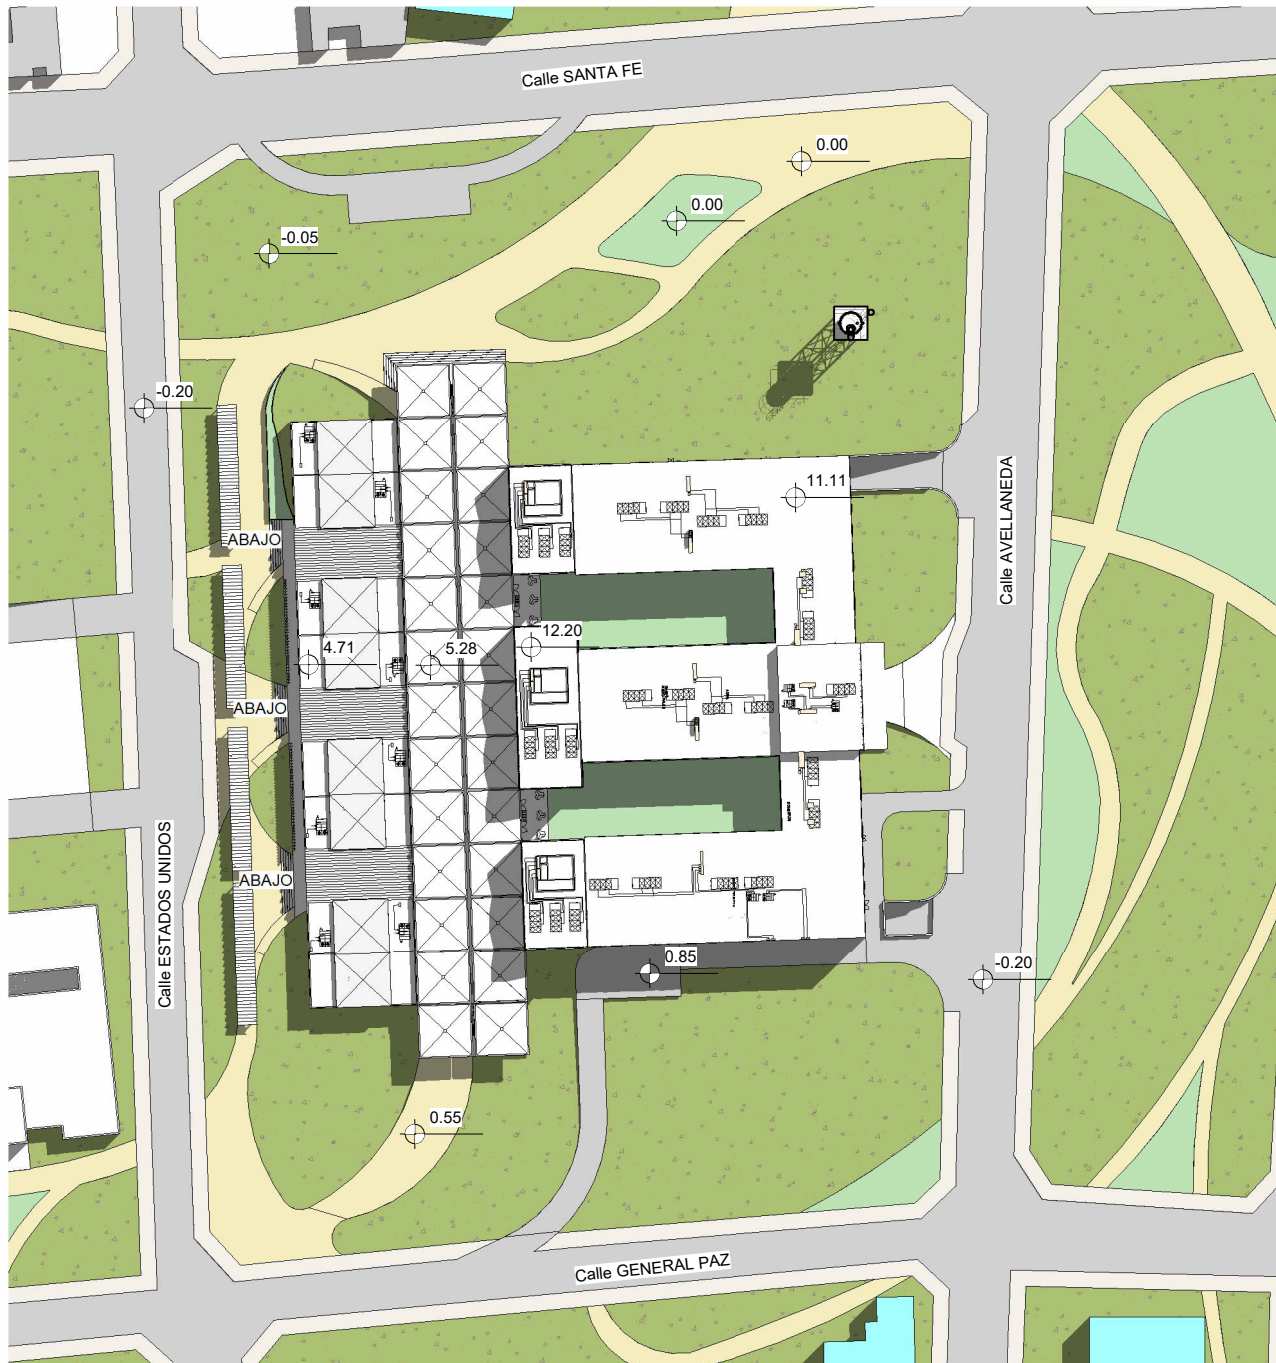 Calle SANTA FE
0.00
0.00
-0.05
-0.20
11.11
ABAJO
Calle AVELLANEDA
12.20
4.71
5.28
ABAJO
Calle ESTADOS UNIDOS
ABAJO
0.85
-0.20
0.55
Calle GENERAL PAZ